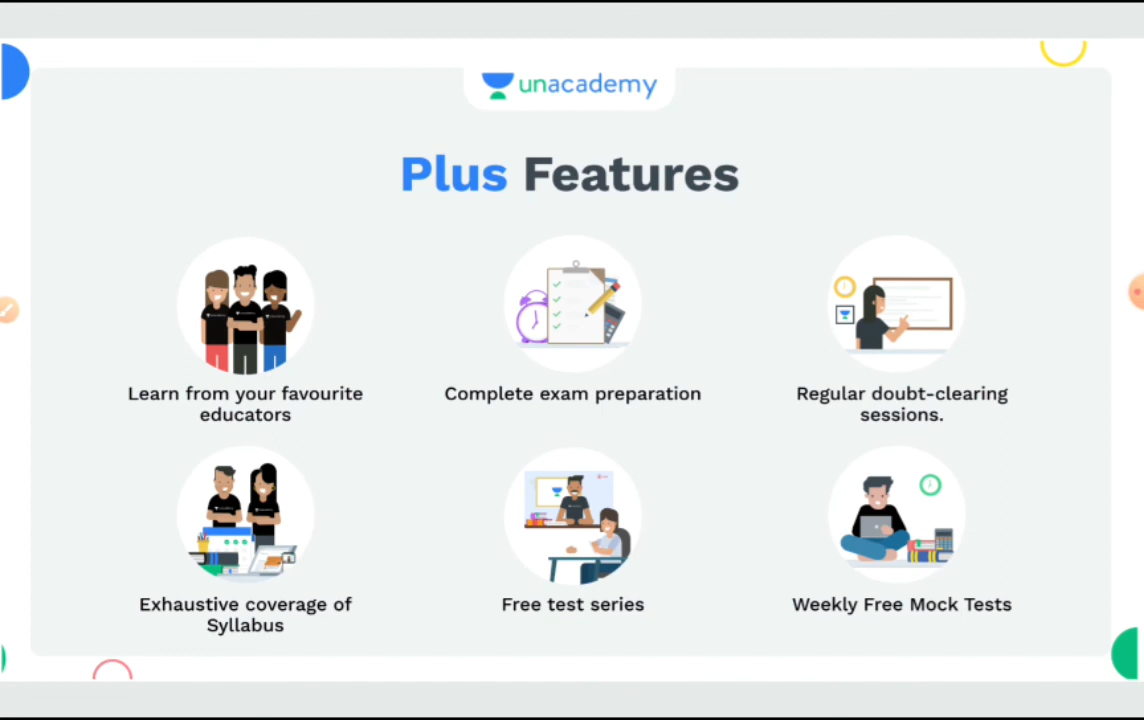 unacademy
Plus Features
Learn from your favourite
educators
Complete exam preparation
Regular doubt-clearing
sessions.
Exhaustive coverage of
Syllabus
Free test series
Weekly Free Mock Tests